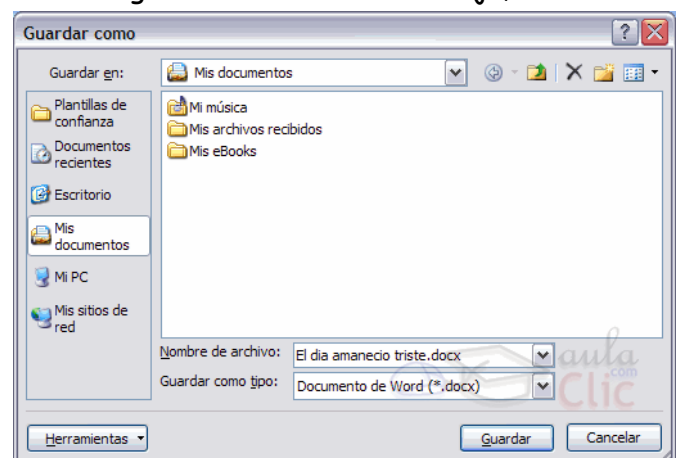 Guardar como
Guardar en:
Mis documentos
Plantillas de
confianza
Documentos
recientes
Escritorio
Mis
documentos
Mi PC
Mis sitios de
red
Mi música
Mis archivos recibidos
Mis eBooks
Nombre de archivo:
El dia amanecio triste.docx
Guardar como tipo:
Documento de Word (*.docx)
aula
.com
Clic
Herramientas
Guardar
Cancelar